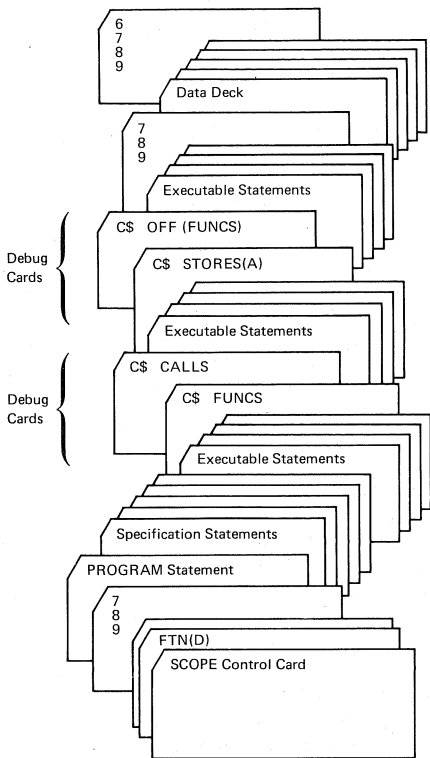 6
7
8
9
Data Deck
7
8
9
Executable Statements
Debug
Cards
C$ OFF (FUNCS)
C$ STORES(A)
Executable Statements
Debug
Cards
C$ CALLS
C$ FUNCS
Executable Statements
Specification Statements
PROGRAM Statement
7
8
9
FTN(D)
SCOPE Control Card